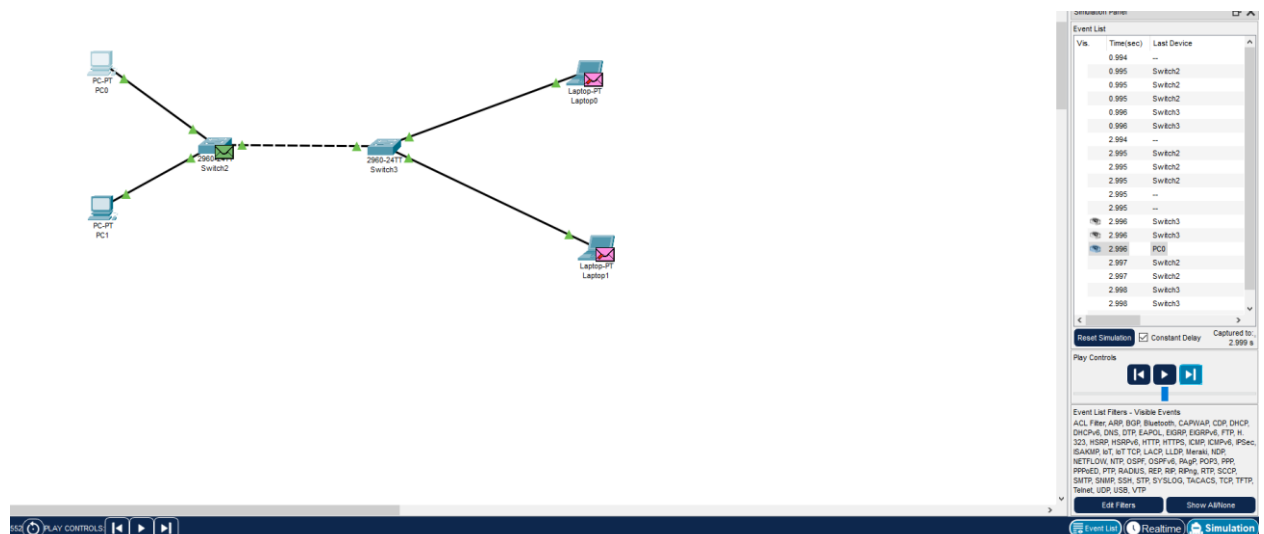 Simulation Panel
Event List
Vis. Time(sec) Last Device
0.994 --
0.995 Switch2
0.995 Switch2
0.995 Switch2
0.996 Switch3
0.996 Switch3
2.994 --
2.995 Switch2
2.995 Switch2
2.995 Switch2
2.995 --
2.995 --
2.996 Switch3
2.996 Switch3
2.996 PC0
2.997 Switch2
2.997 Switch2
2.998 Switch3
2.998 Switch3
Reset Simulation Constant Delay Captured to:
2.999 s
Play Controls
Event List Filters - Visible Events
ACL Filter, ARP, BGP, Bluetooth, CAPWAP, CDP, DHCP,
DHCPv6, DNS, DTP, EAPOL, EIGRP, EIGRPv6, FTP, H.
323, HSRP, HSRPv6, HTTP, HTTPS, ICMP, ICMPv6, IPSec,
ISAKMP, IoT, IoT TCP, LACP, LLDP, Meraki, NDP,
NETFLOW, NTP, OSPF, OSPFv6, PAgP, POP3, PPP,
PPPoED, PTP, RADIUS, REP, RIP, RIPng, RTP, SCCP,
SMTP, SNMP, SSH, STP, SYSLOG, TACACS, TCP, TFTP,
Telnet, UDP, USB, VTP
Edit Filters Show All/None
PC-PT
PC0
Laptop-PT
Laptop0
2960-24TT
Switch2
2960-24TT
Switch3
PC-PT
PC1
Laptop-PT
Laptop1
PLAY CONTROLS:
Event List Realtime Simulation